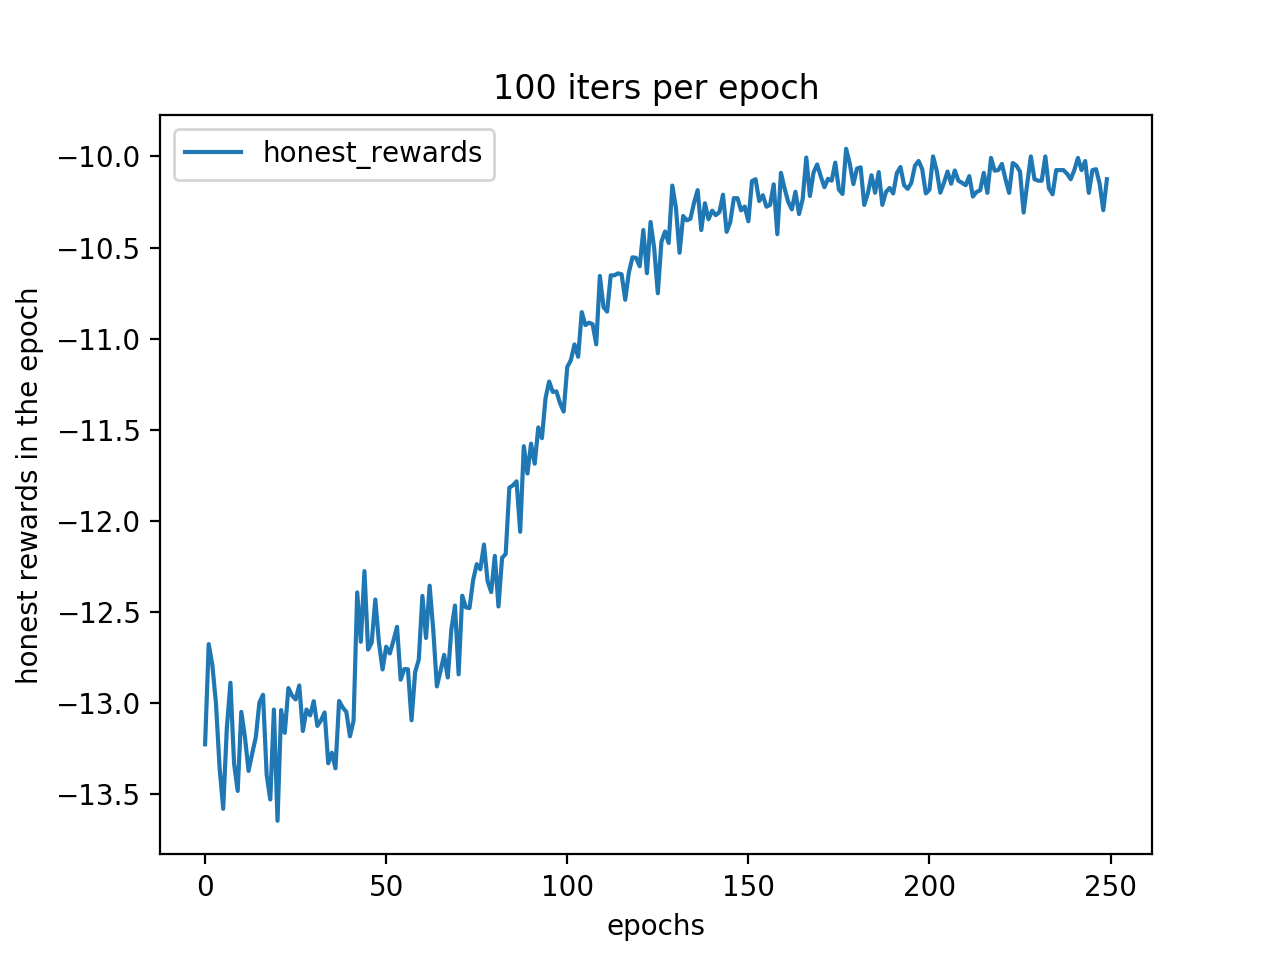 100 iters per epoch
honest_rewards
honest rewards in the epoch
−10.0
−10.5
−11.0
−11.5
−12.0
−12.5
−13.0
−13.5
0 50 100 150 200 250
epochs